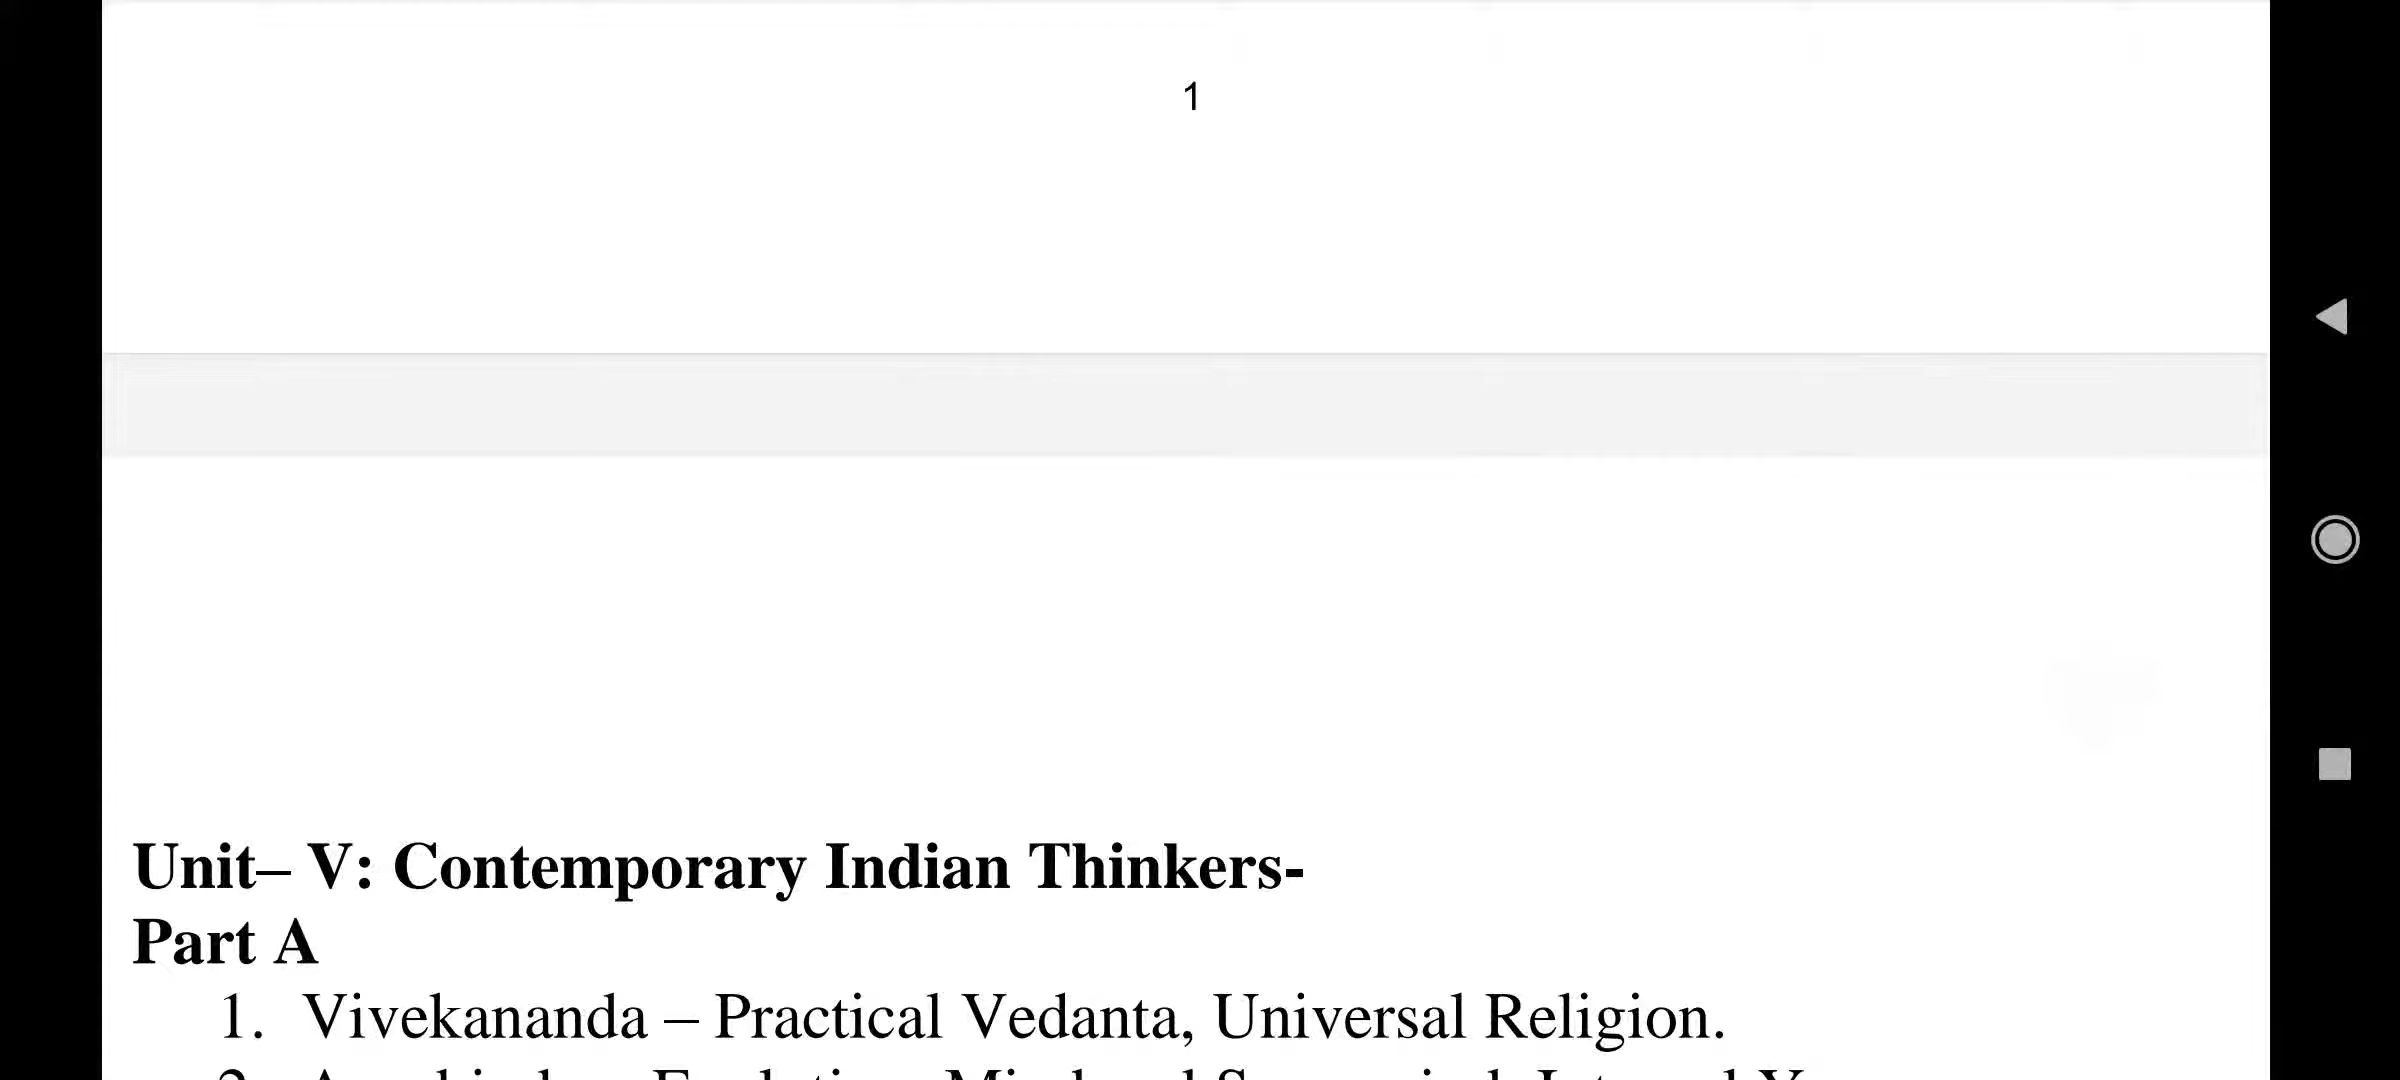 1
Unit– V: Contemporary Indian Thinkers-
Part A
1. Vivekananda – Practical Vedanta, Universal Religion.